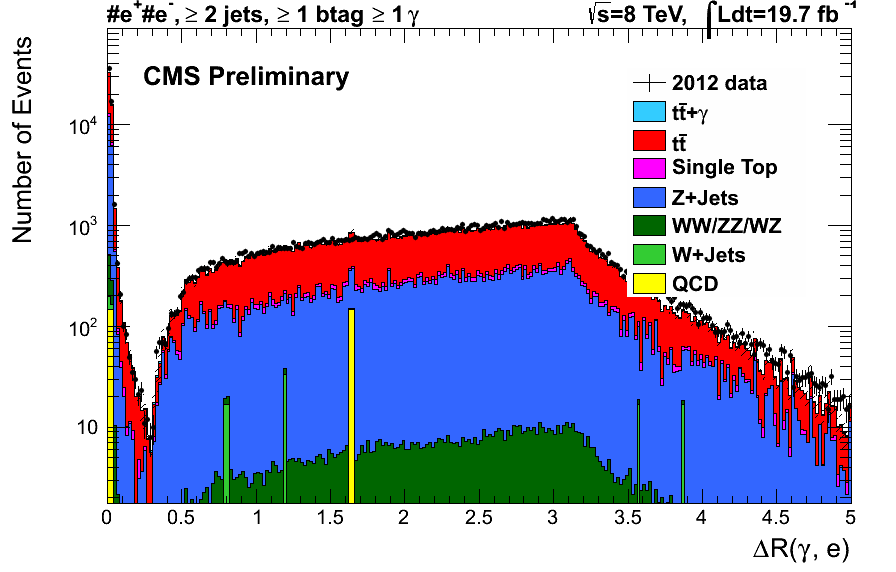 #e⁺#e⁻, ≥ 2 jets, ≥ 1 btag ≥ 1 γ
√s=8 TeV, ∫Ldt=19.7 fb⁻¹
CMS Preliminary
2012 data
tt̄+γ
tt̄
Single Top
Z+Jets
WW/ZZ/WZ
W+Jets
QCD
Number of Events
10⁴
10³
10²
10
0 0.5 1 1.5 2 2.5 3 3.5 4 4.5 5
ΔR(γ, e)